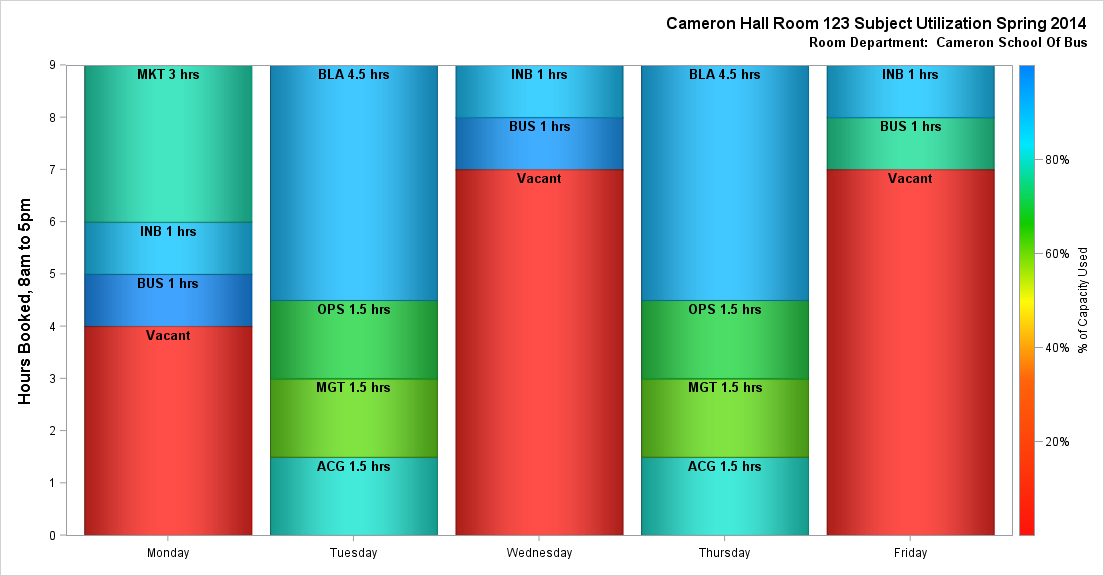 Cameron Hall Room 123 Subject Utilization Spring 2014
Room Department:  Cameron School Of Bus
Hours Booked, 8am to 5pm
9
8
7
6
5
4
3
2
1
0
MKT 3 hrs
INB 1 hrs
BUS 1 hrs
Vacant
Monday
BLA 4.5 hrs
OPS 1.5 hrs
MGT 1.5 hrs
ACG 1.5 hrs
Tuesday
INB 1 hrs
BUS 1 hrs
Vacant
Wednesday
BLA 4.5 hrs
OPS 1.5 hrs
MGT 1.5 hrs
ACG 1.5 hrs
Thursday
INB 1 hrs
BUS 1 hrs
Vacant
Friday
80%
60%
40%
20%
% of Capacity Used